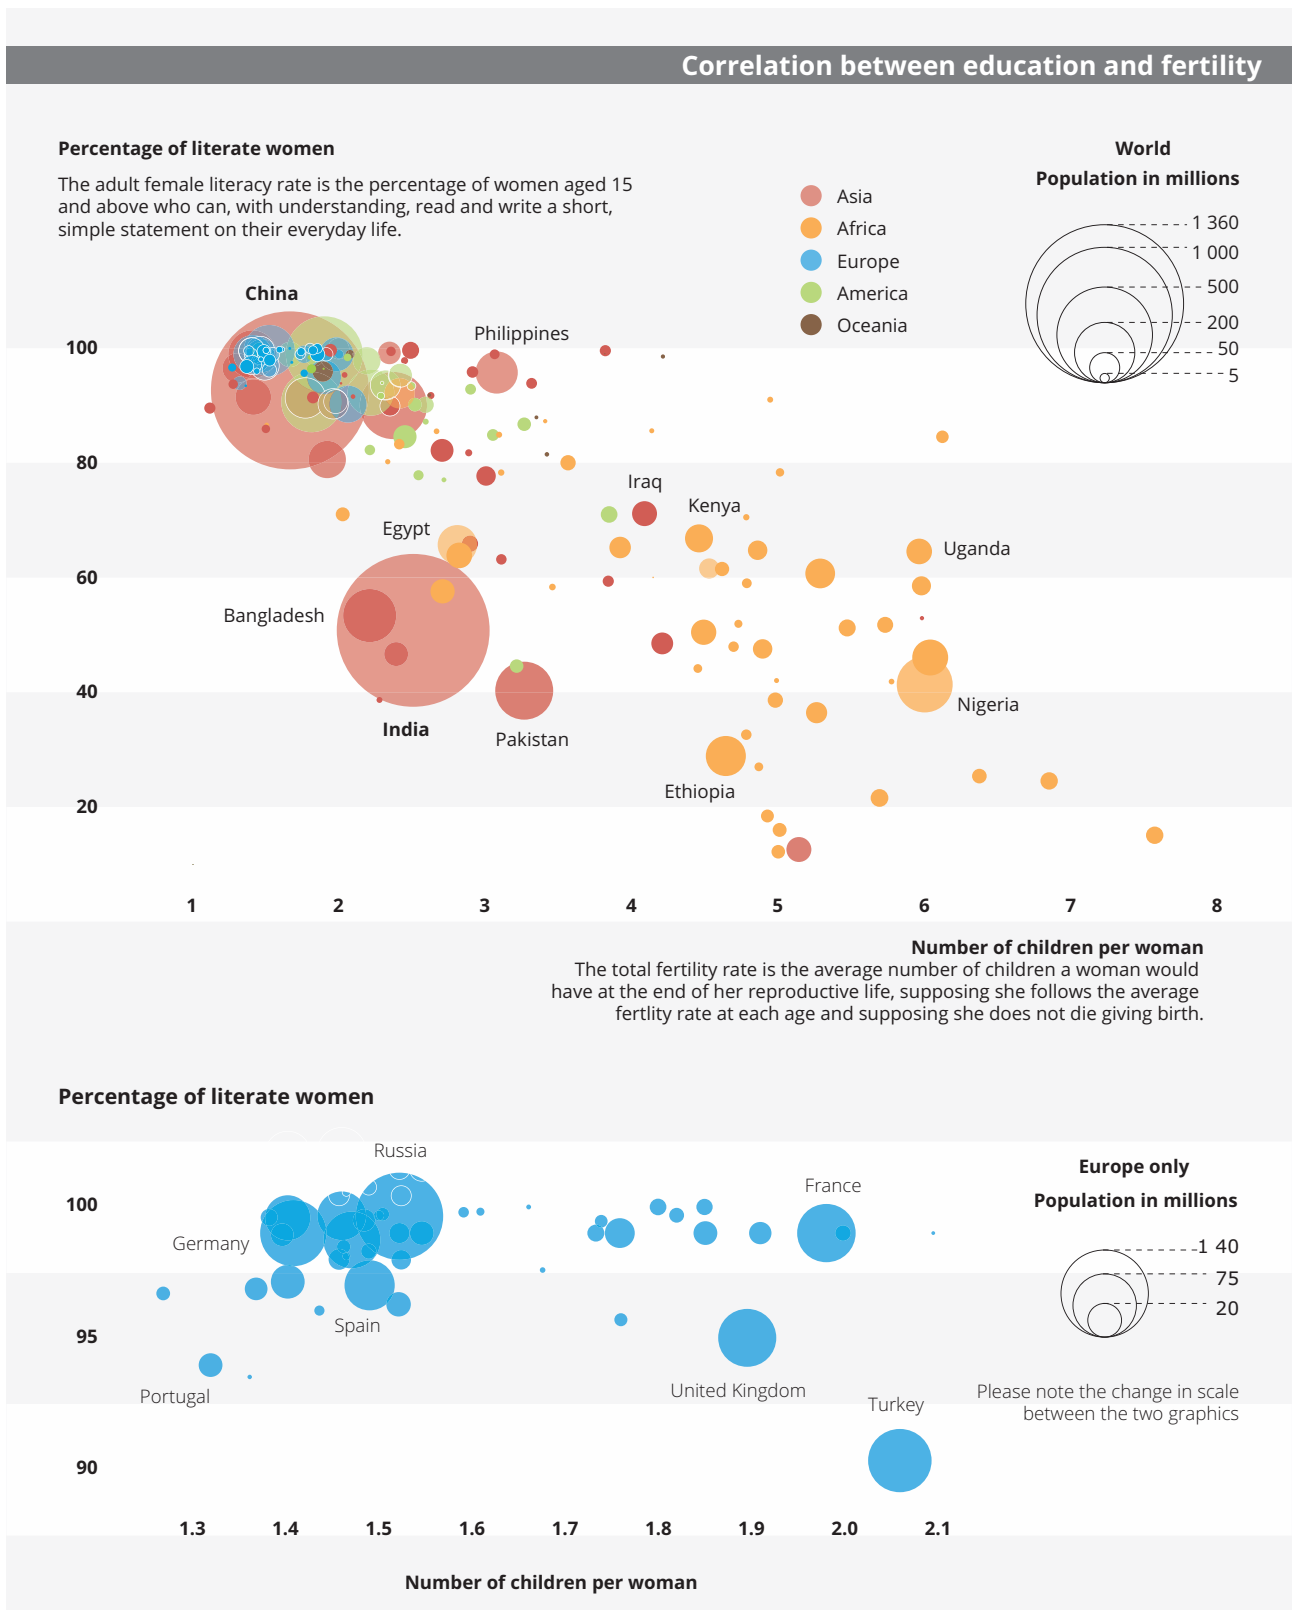 Correlation between education and fertility
Percentage of literate women
The adult female literacy rate is the percentage of women aged 15
and above who can, with understanding, read and write a short,
simple statement on their everyday life.
Asia
Africa
Europe
America
Oceania
World
Population in millions
1 360
1 000
500
200
50
5
China
Philippines
100
80
Iraq
Kenya
Egypt
Uganda
60
Bangladesh
40
Nigeria
India
Pakistan
Ethiopia
20
1 2 3 4 5 6 7 8
Number of children per woman
The total fertility rate is the average number of children a woman would
have at the end of her reproductive life, supposing she follows the average
fertlity rate at each age and supposing she does not die giving birth.
Percentage of literate women
Russia
Europe only
Population in millions
1 40
75
20
100
France
Germany
Spain
95
Portugal
United Kingdom
Turkey
Please note the change in scale
between the two graphics
90
1.3 1.4 1.5 1.6 1.7 1.8 1.9 2.0 2.1
Number of children per woman